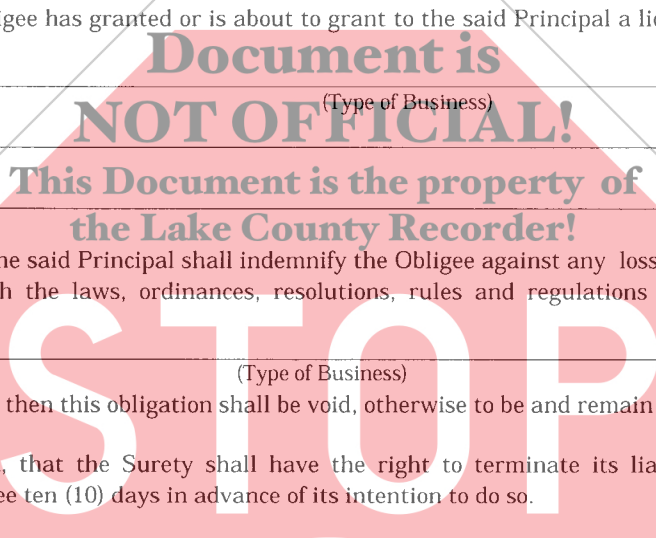 gee has granted or is about to grant to the said Principal a lic
Document is
(Type of Business)
NOT OFFICIAL!
This Document is the property of
the Lake County Recorder!
he said Principal shall indemnify the Obligee against any loss
h the laws, ordinances, resolutions, rules and regulations
STOP
(Type of Business)
then this obligation shall be void, otherwise to be and remain
, that the Surety shall have the right to terminate its lia
ee ten (10) days in advance of its intention to do so.